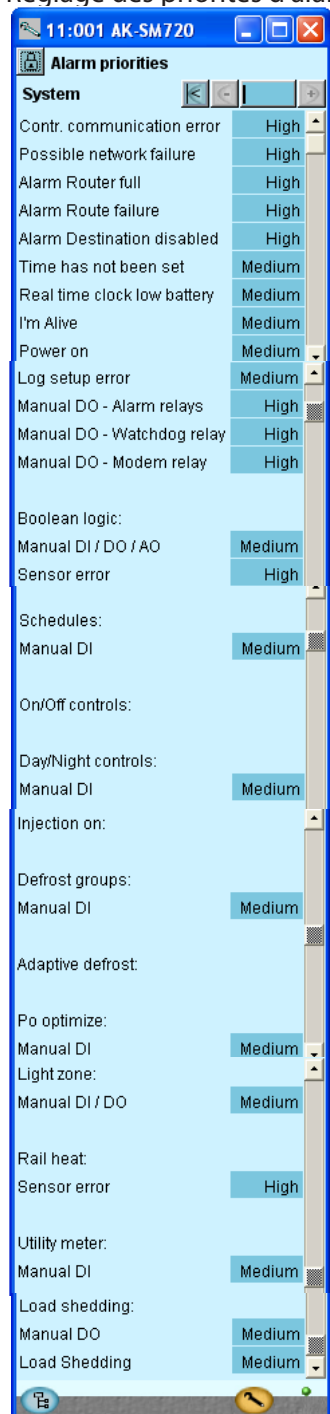 Réglage des priorités d'alar
11:001 AK-SM720
Alarm priorities
System
Contr. communication error High
Possible network failure High
Alarm Router full High
Alarm Route failure High
Alarm Destination disabled High
Time has not been set Medium
Real time clock low battery Medium
I'm Alive Medium
Power on Medium
Log setup error Medium
Manual DO - Alarm relays High
Manual DO - Watchdog relay High
Manual DO - Modem relay High
Boolean logic:
Manual DI / DO / AO Medium
Sensor error High
Schedules:
Manual DI Medium
On/Off controls:
Day/Night controls:
Manual DI Medium
Injection on:
Defrost groups:
Manual DI Medium
Adaptive defrost:
Po optimize:
Manual DI Medium
Light zone:
Manual DI / DO Medium
Rail heat:
Sensor error High
Utility meter:
Manual DI Medium
Load shedding:
Manual DO Medium
Load Shedding Medium